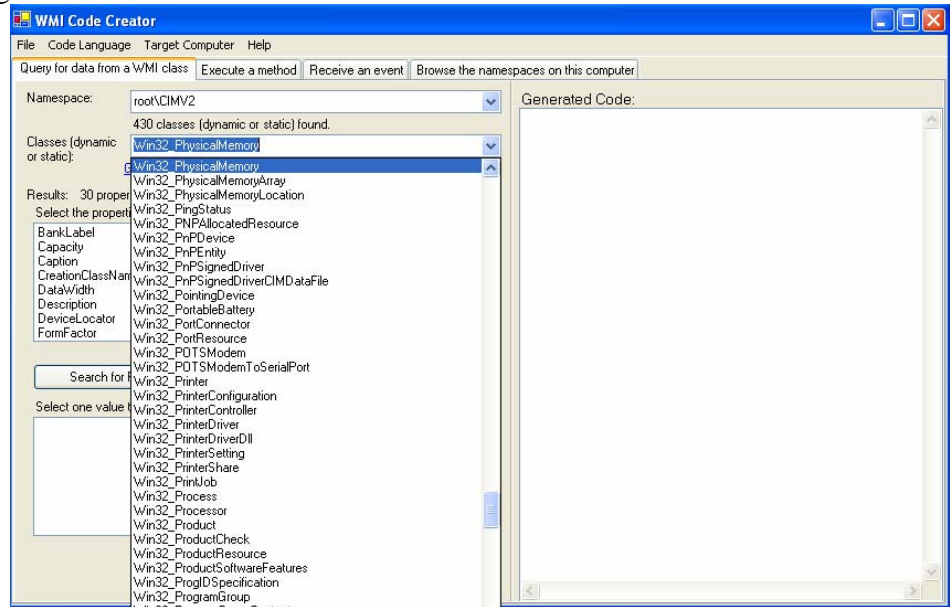 WMI Code Creator
File Code Language Target Computer Help
Query for data from a WMI class Execute a method Receive an event Browse the namespaces on this computer
Namespace: root\CIMV2
430 classes (dynamic or static) found.
Classes (dynamic
or static):
Win32_PhysicalMemory
Win32_PhysicalMemory
Win32_PhysicalMemoryArray
Win32_PhysicalMemoryLocation
Win32_PingStatus
Win32_PNPAllocatedResource
Win32_PnPDevice
Win32_PnPEntity
Win32_PnPSignedDriver
Win32_PnPSignedDriverCIMDataFile
Win32_PointingDevice
Win32_PortableBattery
Win32_PortConnector
Win32_PortResource
Win32_POTSModem
Win32_POTSModemToSerialPort
Win32_Printer
Win32_PrinterConfiguration
Win32_PrinterController
Win32_PrinterDriver
Win32_PrinterDriverDll
Win32_PrinterSetting
Win32_PrinterShare
Win32_PrintJob
Win32_Process
Win32_Processor
Win32_Product
Win32_ProductCheck
Win32_ProductResource
Win32_ProductSoftwareFeatures
Win32_ProgIDSpecification
Win32_ProgramGroup
Results: 30 proper
Select the properti
BankLabel
Capacity
Caption
CreationClassNam
DataWidth
Description
DeviceLocator
FormFactor
Search for
Select one value
Generated Code: